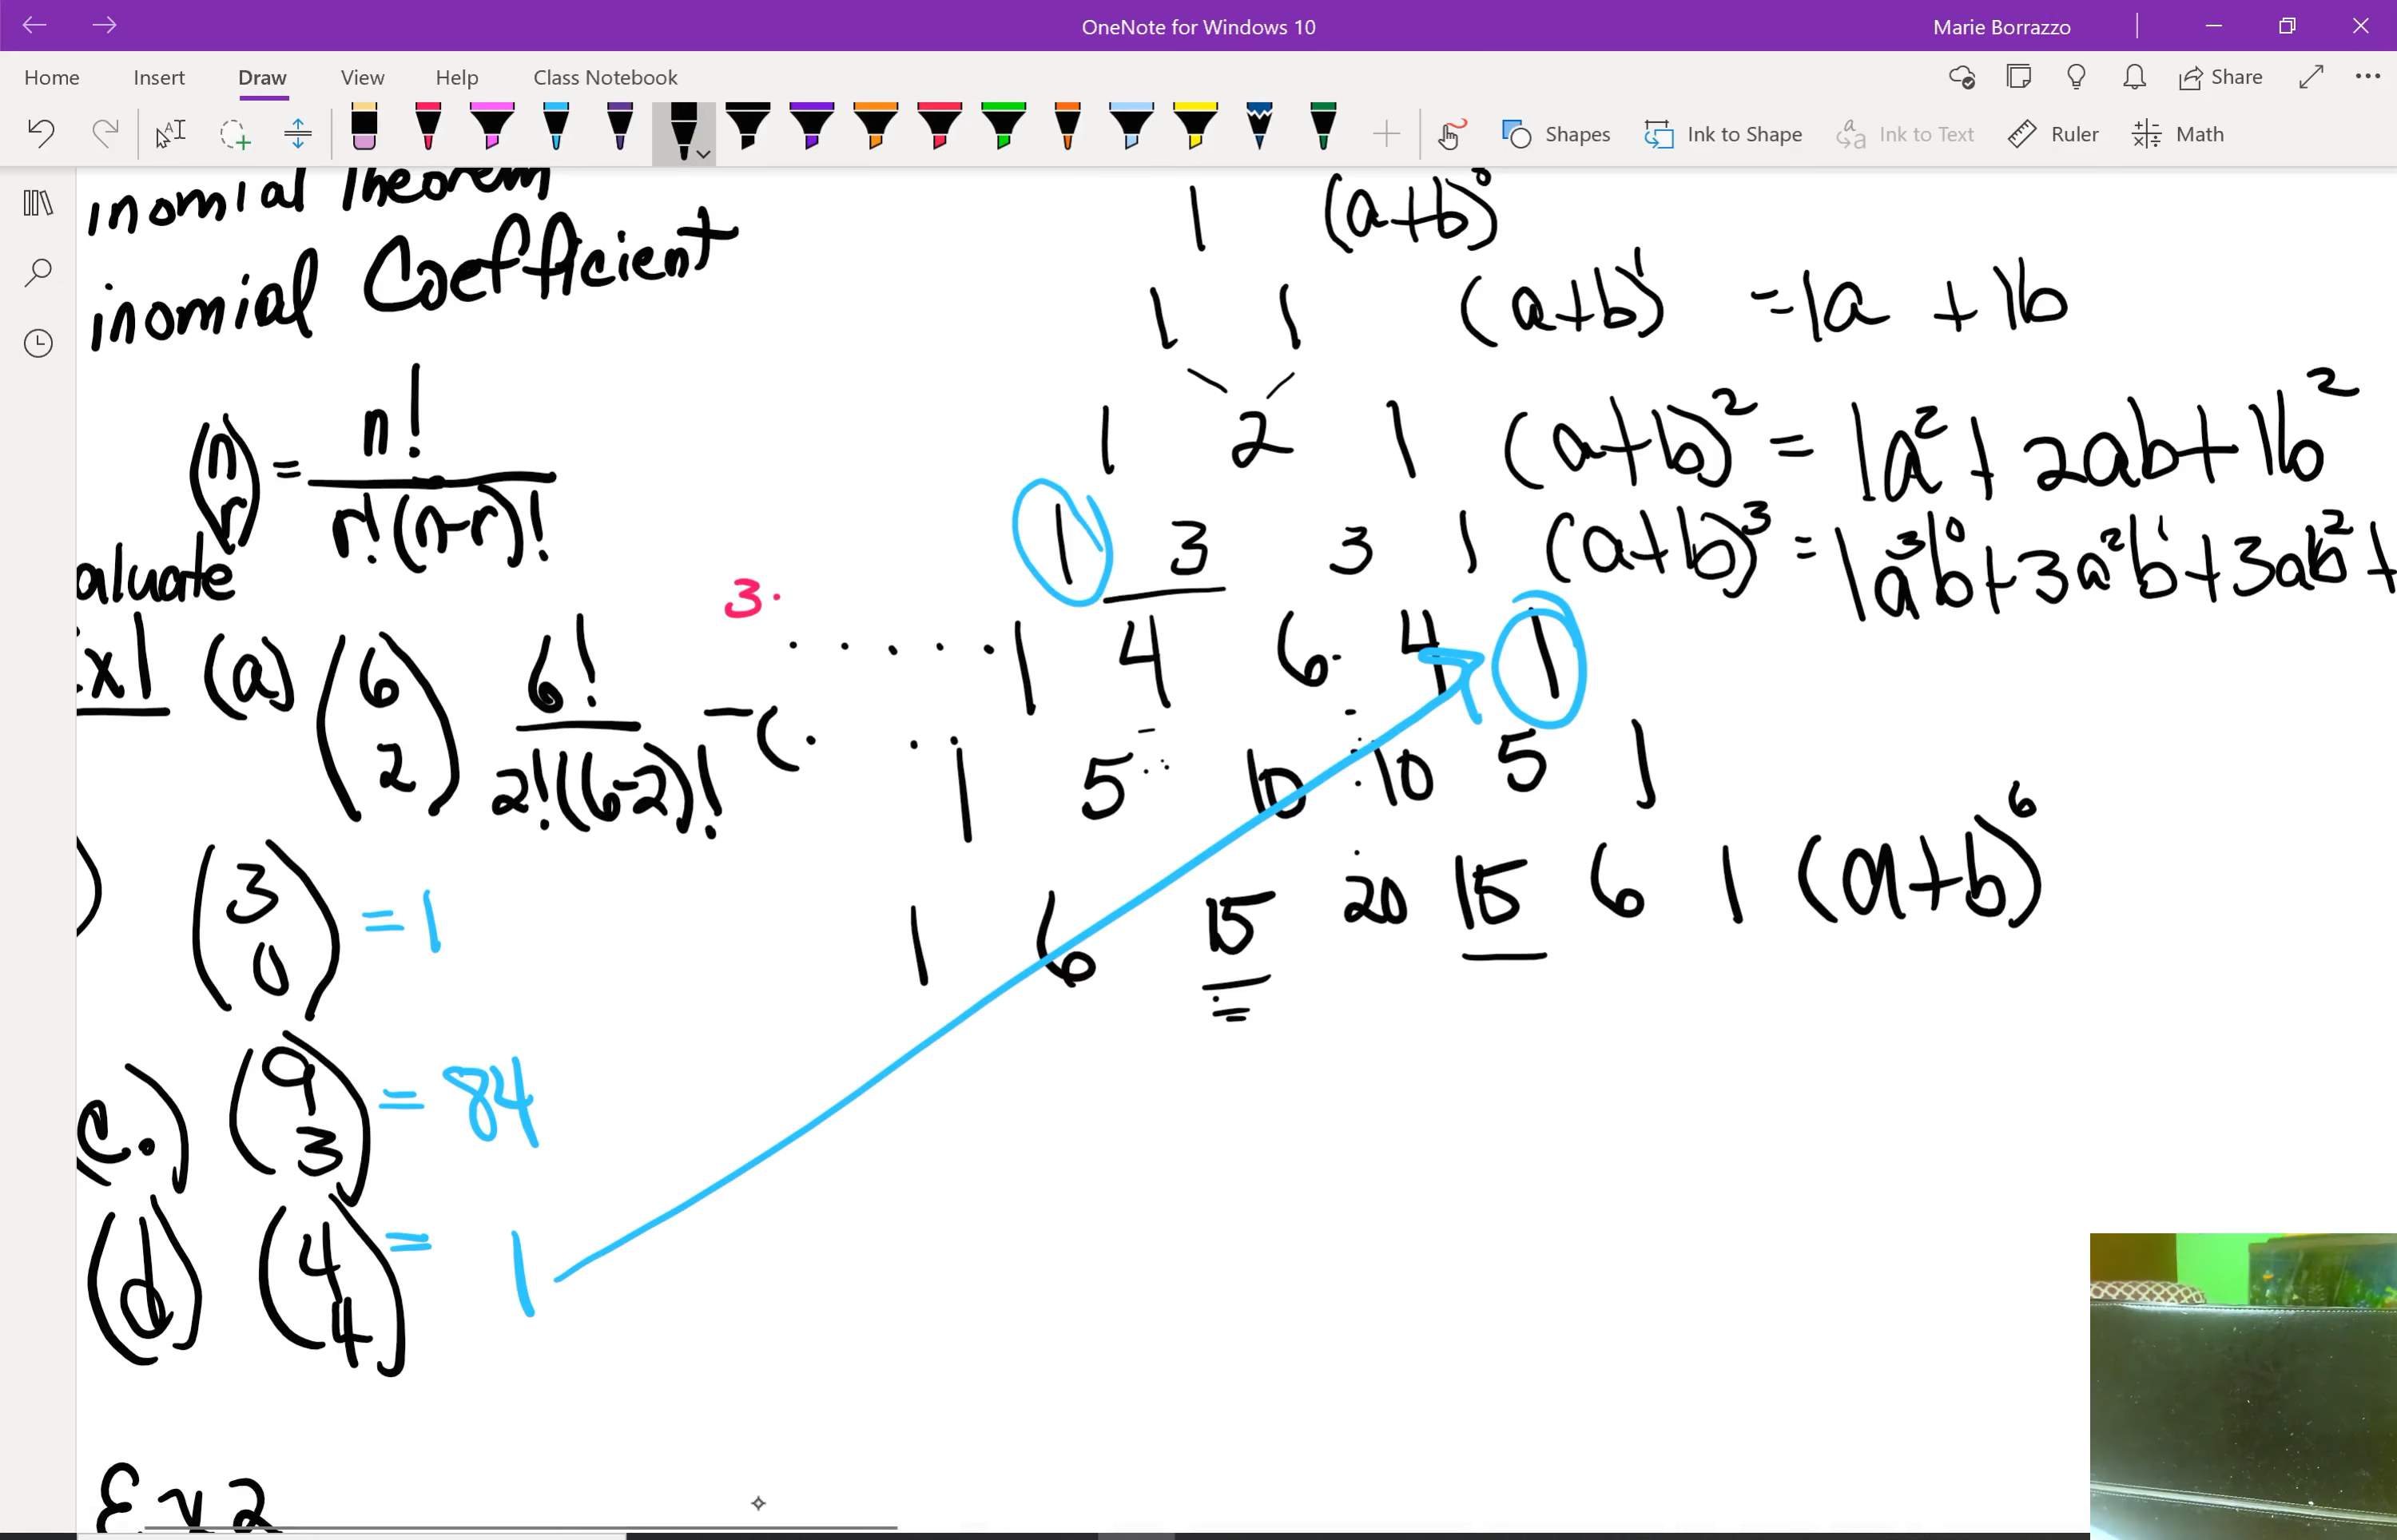 OneNote for Windows 10
Marie Borrazzo
Home Insert Draw View Help Class Notebook
Share
Shapes Ink to Shape Ink to Text Ruler Math
inomial Theorem
inomial Coefficient
(n r) = n! / r!(n-r)!
aluate
x1 (a) (6 2) 6! / 2!(6-2)! -(
3.
) (3 0) = 1
c.) (9 3) = 84
(d) (4 4) = 1
Ex 2
1 (a+b)⁰
1 1 (a+b)¹ = 1a + 1b
1 2 1 (a+b)² = 1a² + 2ab + 1b²
1 3 3 1 (a+b)³ = 1a³b⁰ + 3a²b¹ + 3ab² +
1 4 6 4 1
1 5 10 10 5 1
1 6 15 20 15 6 1 (a+b)⁶